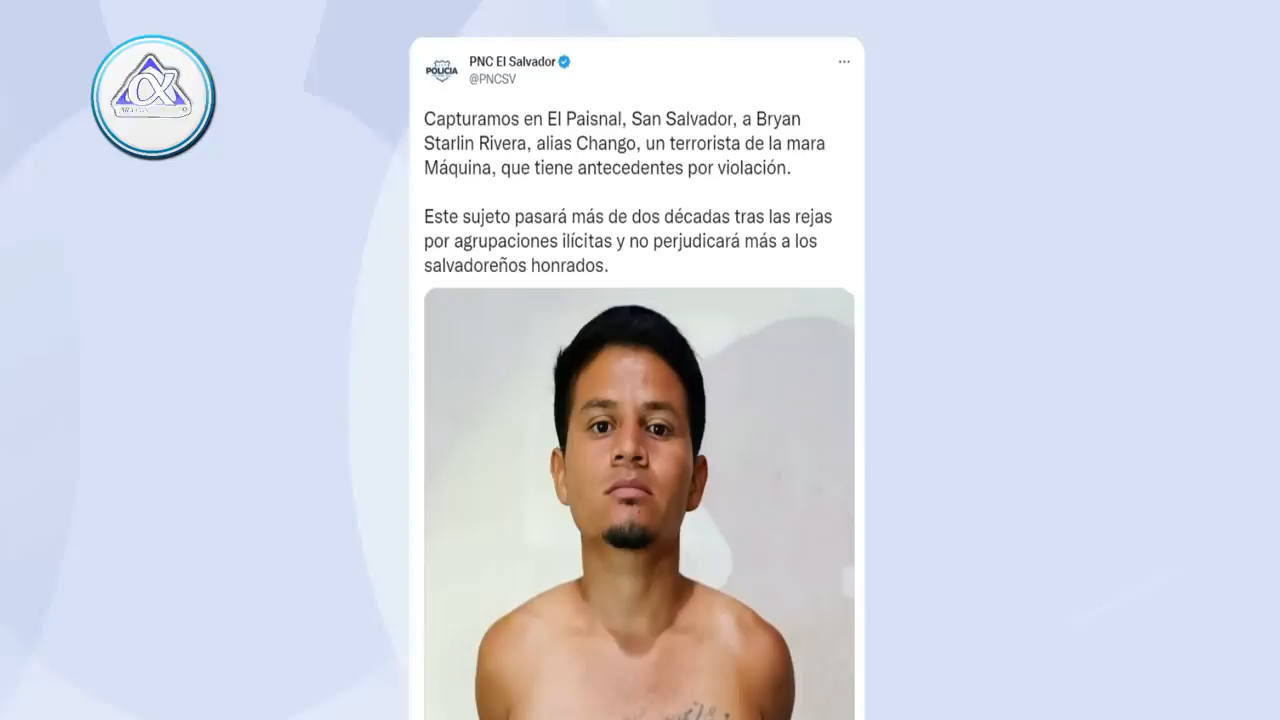 PNC El Salvador
POLICIA
@PNCSV
Capturamos en El Paisnal, San Salvador, a Bryan
Starlin Rivera, alias Chango, un terrorista de la mara
Máquina, que tiene antecedentes por violación.
Este sujeto pasará más de dos décadas tras las rejas
por agrupaciones ilícitas y no perjudicará más a los
salvadoreños honrados.